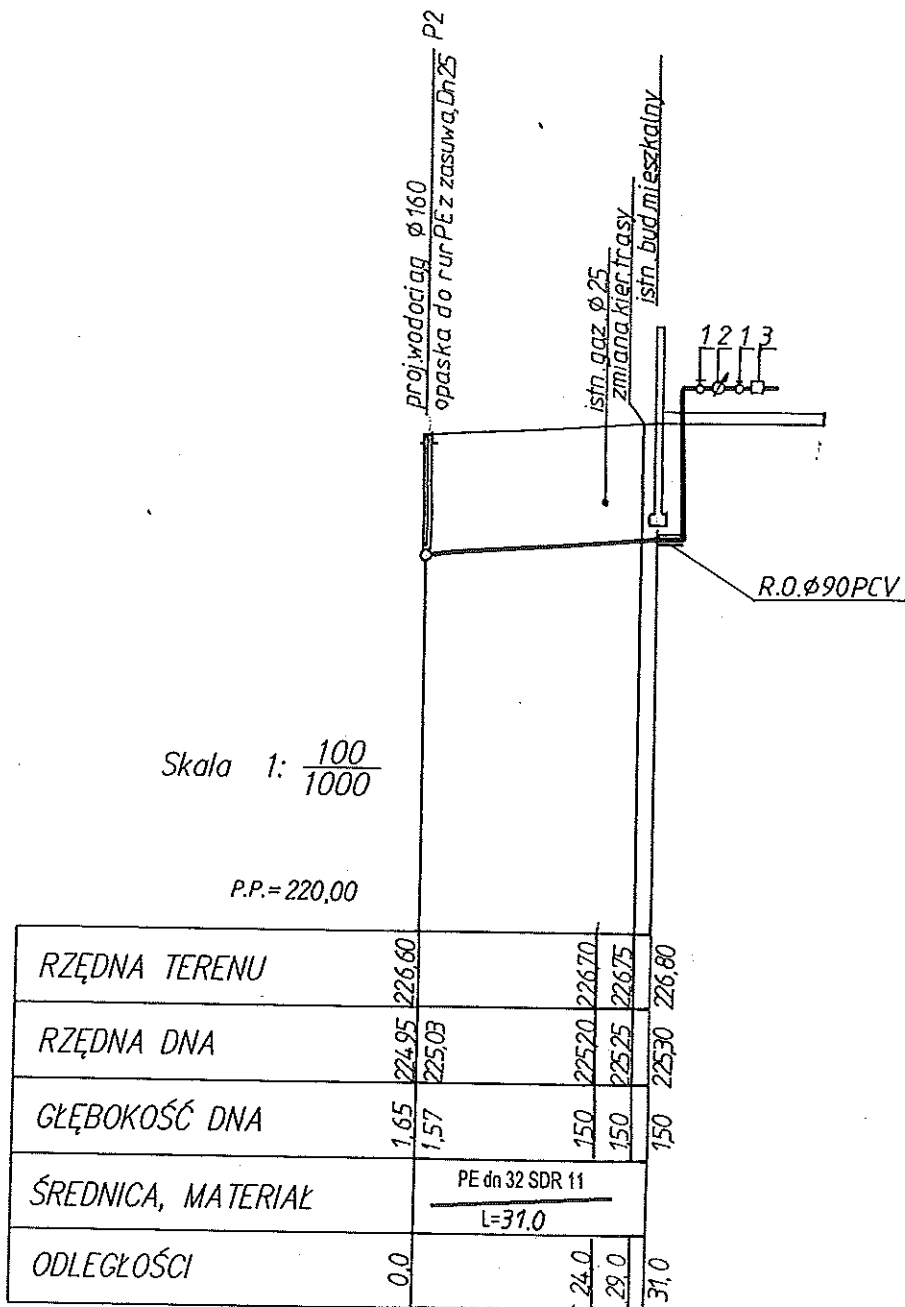 proj.wodociąg ϕ160
opaska do rur PE z zasuwą,Dn25 P2
istn. gaz. ϕ25
zmiana kier. trasy
istn. bud mieszkalny
1 2 1 3
R.O.ϕ90PCV
Skala 1: 100
1000
P.P.= 220,00
RZĘDNA TERENU 226,60 226,70 226,75 226,80
RZĘDNA DNA 224,95 225,03 225,20 225,25 225,30
GŁĘBOKOŚĆ DNA 1,65 1,57 1,50 1,50 1,50
ŚREDNICA, MATERIAŁ PE dn 32 SDR 11
L=31.0
ODLEGŁOŚCI 0,0 24.0 29,0 31,0